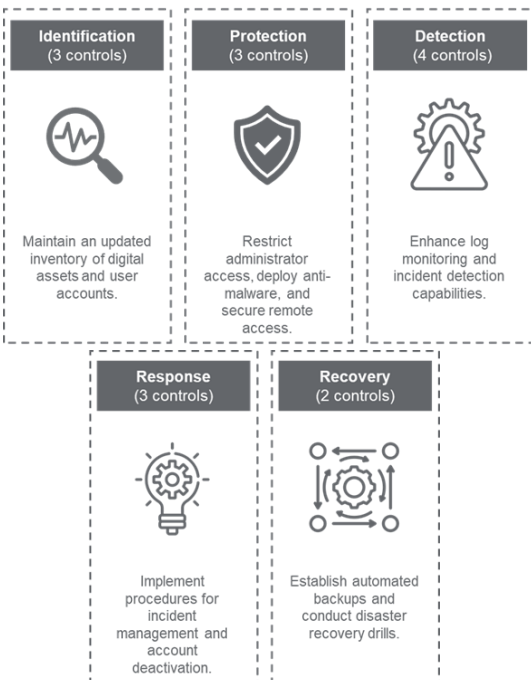 Identification
(3 controls)
Maintain an updated
inventory of digital
assets and user
accounts.
Protection
(3 controls)
Restrict
administrator
access, deploy anti-
malware, and
secure remote
access.
Detection
(4 controls)
Enhance log
monitoring and
incident detection
capabilities.
Response
(3 controls)
Implement
procedures for
incident
management and
account
deactivation.
Recovery
(2 controls)
Establish automated
backups and
conduct disaster
recovery drills.